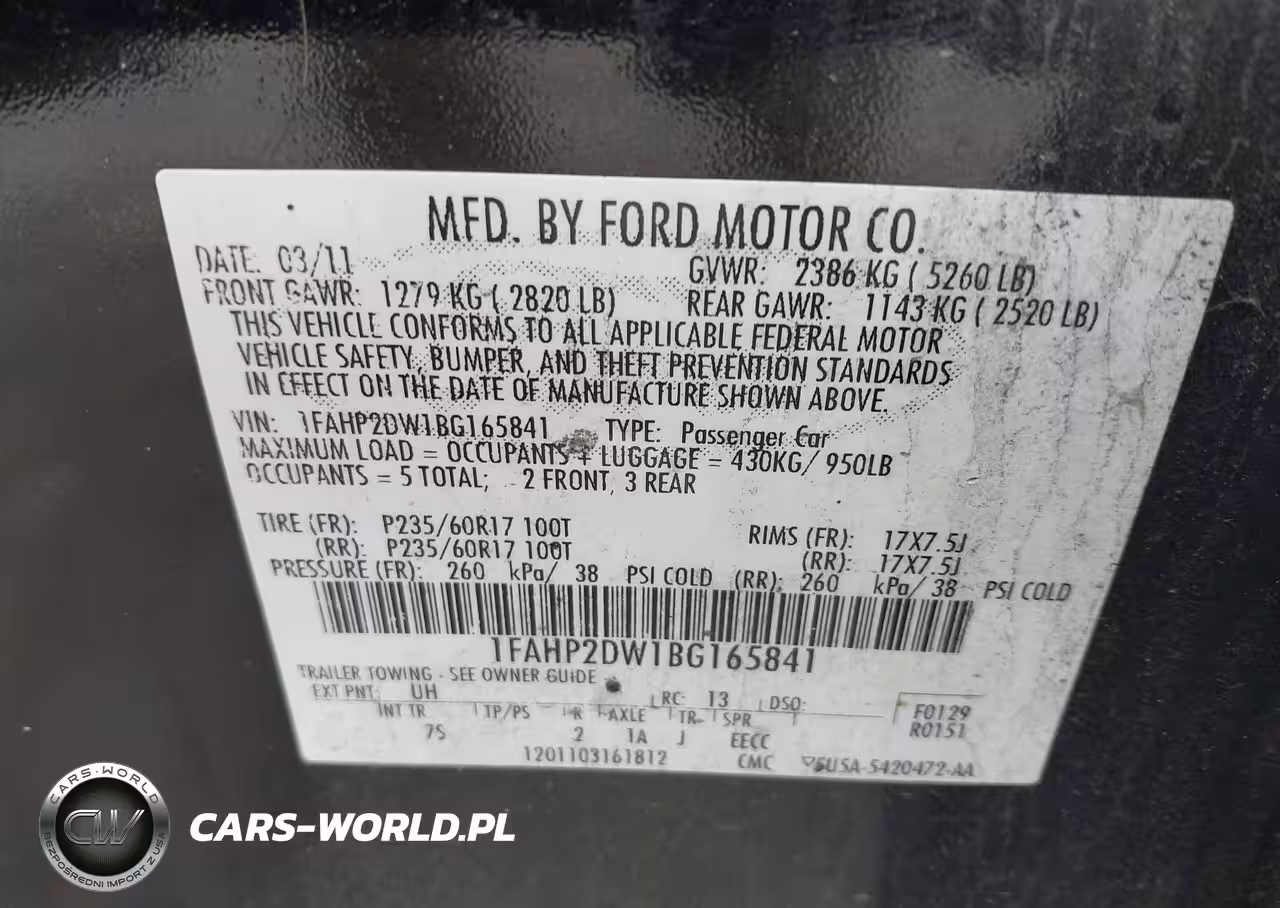 MFD. BY FORD MOTOR CO.
DATE: 03/11 GVWR: 2386 KG ( 5260 LB)
FRONT GAWR: 1279 KG ( 2820 LB) REAR GAWR: 1143 KG ( 2520 LB)
THIS VEHICLE CONFORMS TO ALL APPLICABLE FEDERAL MOTOR
VEHICLE SAFETY, BUMPER, AND THEFT PREVENTION STANDARDS
IN EFFECT ON THE DATE OF MANUFACTURE SHOWN ABOVE.
VIN: 1FAHP2DW1BG165841 TYPE: Passenger Car
MAXIMUM LOAD = OCCUPANTS + LUGGAGE = 430KG/ 950LB
OCCUPANTS = 5 TOTAL; 2 FRONT, 3 REAR
TIRE (FR): P235/60R17 100T RIMS (FR): 17X7.5J
(RR): P235/60R17 100T (RR): 17X7.5J
PRESSURE (FR): 260 kPa/ 38 PSI COLD (RR): 260 kPa/ 38 PSI COLD
1FAHP2DW1BG165841
TRAILER TOWING - SEE OWNER GUIDE
EXT PNT: UH RC: 13 DSO: F0129
INT TR TP/PS R AXLE TR SPR R0151
7S 2 1A J EECC
1201103161812 CMC 5U5A-5420472-AA
CARS-WORLD
CW
BEZPOŚREDNI IMPORT Z USA
CARS-WORLD.PL